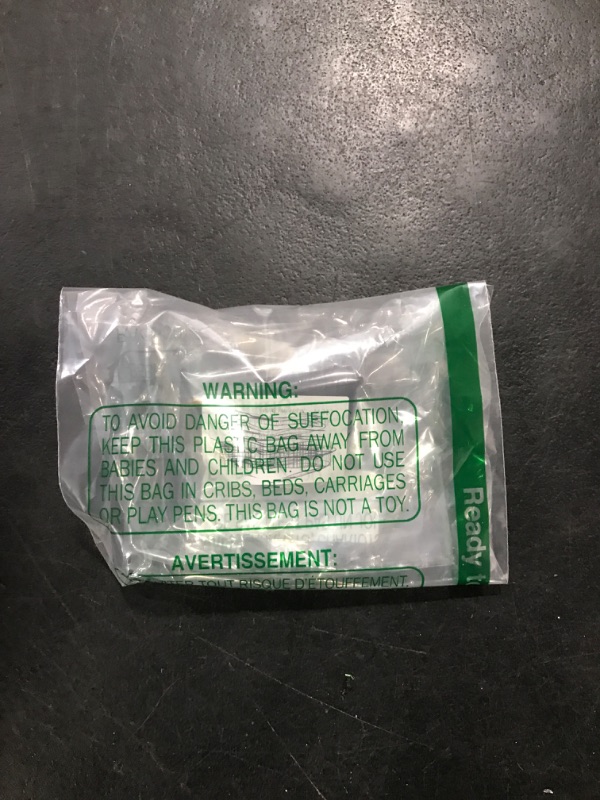 WARNING:
TO AVOID DANGER OF SUFFOCATION,
KEEP THIS PLASTIC BAG AWAY FROM
BABIES AND CHILDREN. DO NOT USE
THIS BAG IN CRIBS, BEDS, CARRIAGES
OR PLAY PENS. THIS BAG IS NOT A TOY.
AVERTISSEMENT:
TOUT RISQUE D'ÉTOUFFEMENT,
Ready